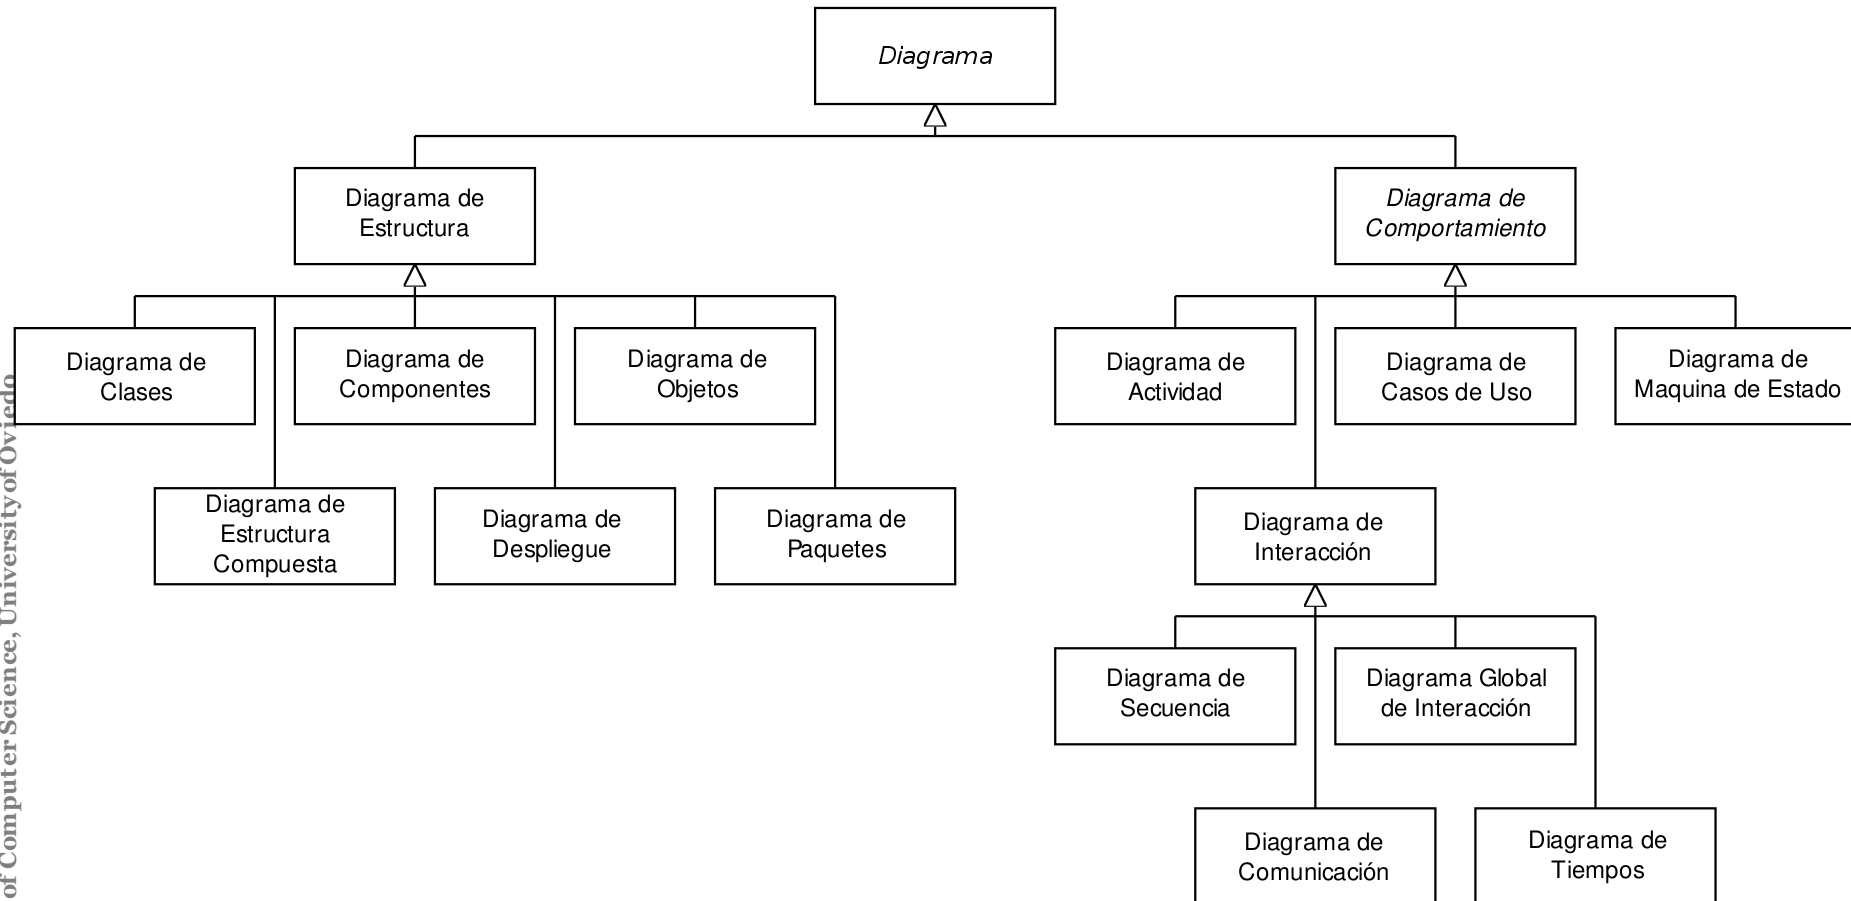 Diagrama
Diagrama de
Estructura
Diagrama de
Comportamiento
Diagrama de
Clases
Diagrama de
Componentes
Diagrama de
Objetos
Diagrama de
Actividad
Diagrama de
Casos de Uso
Diagrama de
Maquina de Estado
Diagrama de
Estructura
Compuesta
Diagrama de
Despliegue
Diagrama de
Paquetes
Diagrama de
Interacción
Diagrama de
Secuencia
Diagrama Global
de Interacción
Diagrama de
Comunicación
Diagrama de
Tiempos
of Computer Science, University of Oviedo